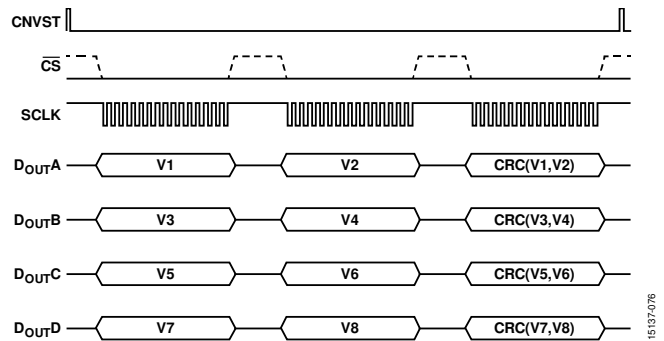 CNVST
CS
SCLK
DOUTA V1 V2 CRC(V1,V2)
DOUTB V3 V4 CRC(V3,V4)
DOUTC V5 V6 CRC(V5,V6)
DOUTD V7 V8 CRC(V7,V8)
15137-076